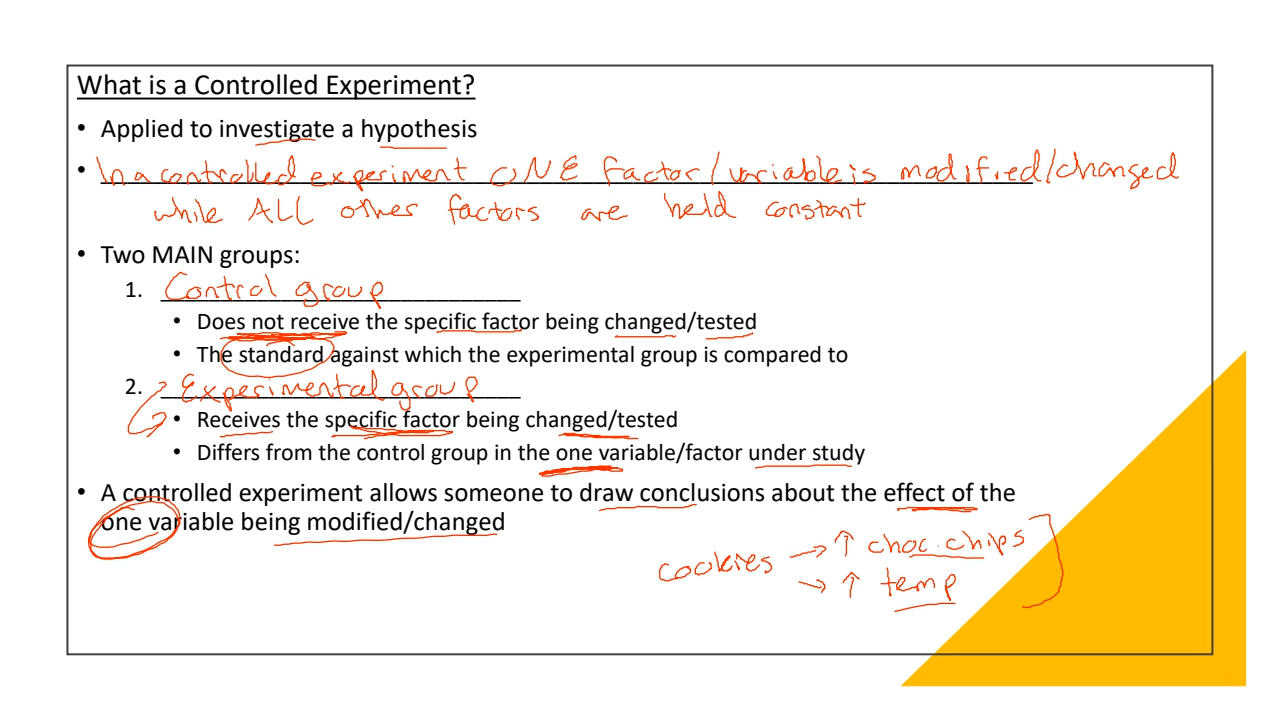 What is a Controlled Experiment?
• Applied to investigate a hypothesis
• In a controlled experiment ONE factor/variable is modified/changed
while ALL other factors are held constant
• Two MAIN groups:
1. Control group
• Does not receive the specific factor being changed/tested
• The standard against which the experimental group is compared to
2. Experimental group
• Receives the specific factor being changed/tested
• Differs from the control group in the one variable/factor under study
• A controlled experiment allows someone to draw conclusions about the effect of the
one variable being modified/changed
cookies → ↑ choc. chips
→ ↑ temp